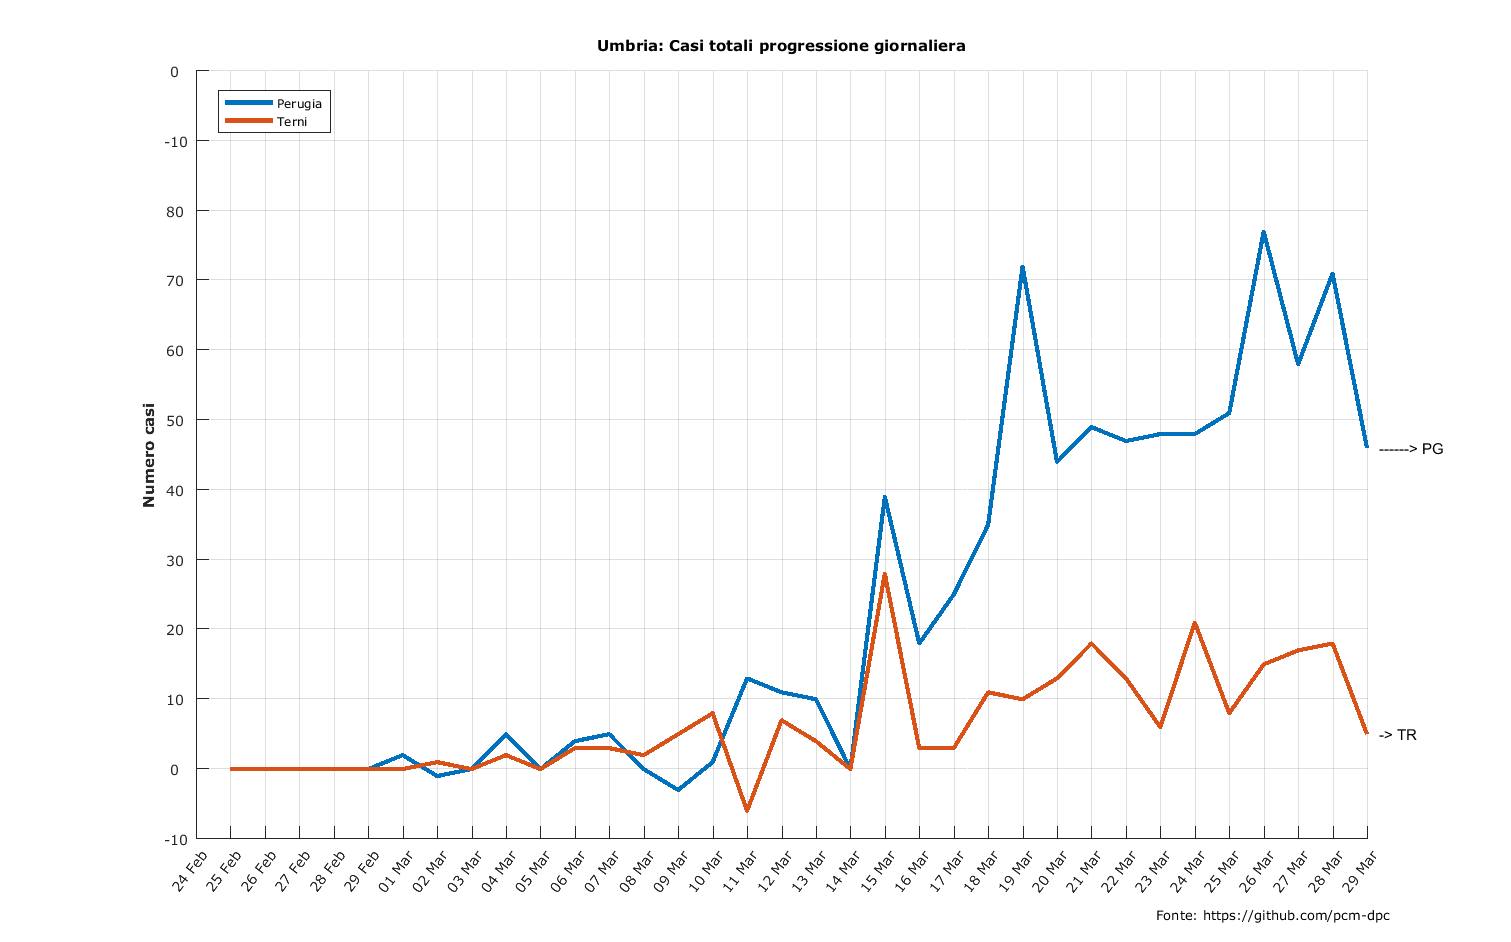 Umbria: Casi totali progressione giornaliera
0
-10
80
70
60
50
40
30
20
10
0
-10
Numero casi
Perugia
Terni
------> PG
-> TR
24 Feb
25 Feb
26 Feb
27 Feb
28 Feb
29 Feb
01 Mar
02 Mar
03 Mar
04 Mar
05 Mar
06 Mar
07 Mar
08 Mar
09 Mar
10 Mar
11 Mar
12 Mar
13 Mar
14 Mar
15 Mar
16 Mar
17 Mar
18 Mar
19 Mar
20 Mar
21 Mar
22 Mar
23 Mar
24 Mar
25 Mar
26 Mar
27 Mar
28 Mar
29 Mar
Fonte: https://github.com/pcm-dpc